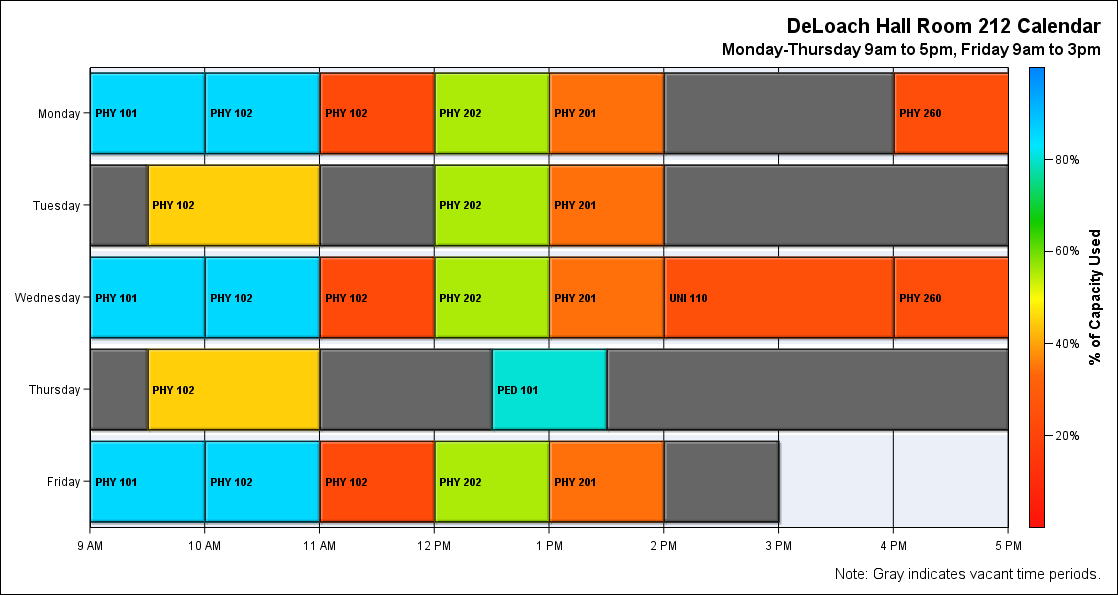 DeLoach Hall Room 212 Calendar
Monday-Thursday 9am to 5pm, Friday 9am to 3pm
Monday
PHY 101
PHY 102
PHY 102
PHY 202
PHY 201
PHY 260
Tuesday
PHY 102
PHY 202
PHY 201
Wednesday
PHY 101
PHY 102
PHY 102
PHY 202
PHY 201
UNI 110
PHY 260
Thursday
PHY 102
PED 101
Friday
PHY 101
PHY 102
PHY 102
PHY 202
PHY 201
9 AM
10 AM
11 AM
12 PM
1 PM
2 PM
3 PM
4 PM
5 PM
80%
60%
40%
20%
% of Capacity Used
Note: Gray indicates vacant time periods.